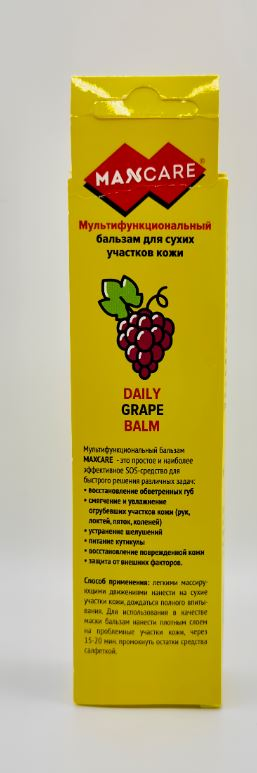 MAXCARE®
Мультифункциональный
бальзам для сухих
участков кожи
DAILY
GRAPE
BALM
Мультифункциональный Бальзам
MAXCARE - это простое и наиболее
эффективное SOS-средство для
быстрого решения различных задач:
• восстановление обветренных губ
• смягчение и увлажнение
огрубевших участков кожи (рук,
локтей, пяток, коленей)
• устранение шелушений
• питание кутикулы
• восстановление поврежденной кожи
• защита от внешних факторов.
Способ применения: легкими массиру-
ющими движениями нанести на сухие
участки кожи, дождаться полного впиты-
вания. Для использования в качестве
маски бальзам нанести плотным слоем
на проблемные участки кожи, через
15-20 мин. промокнуть остатки средства
салфеткой.